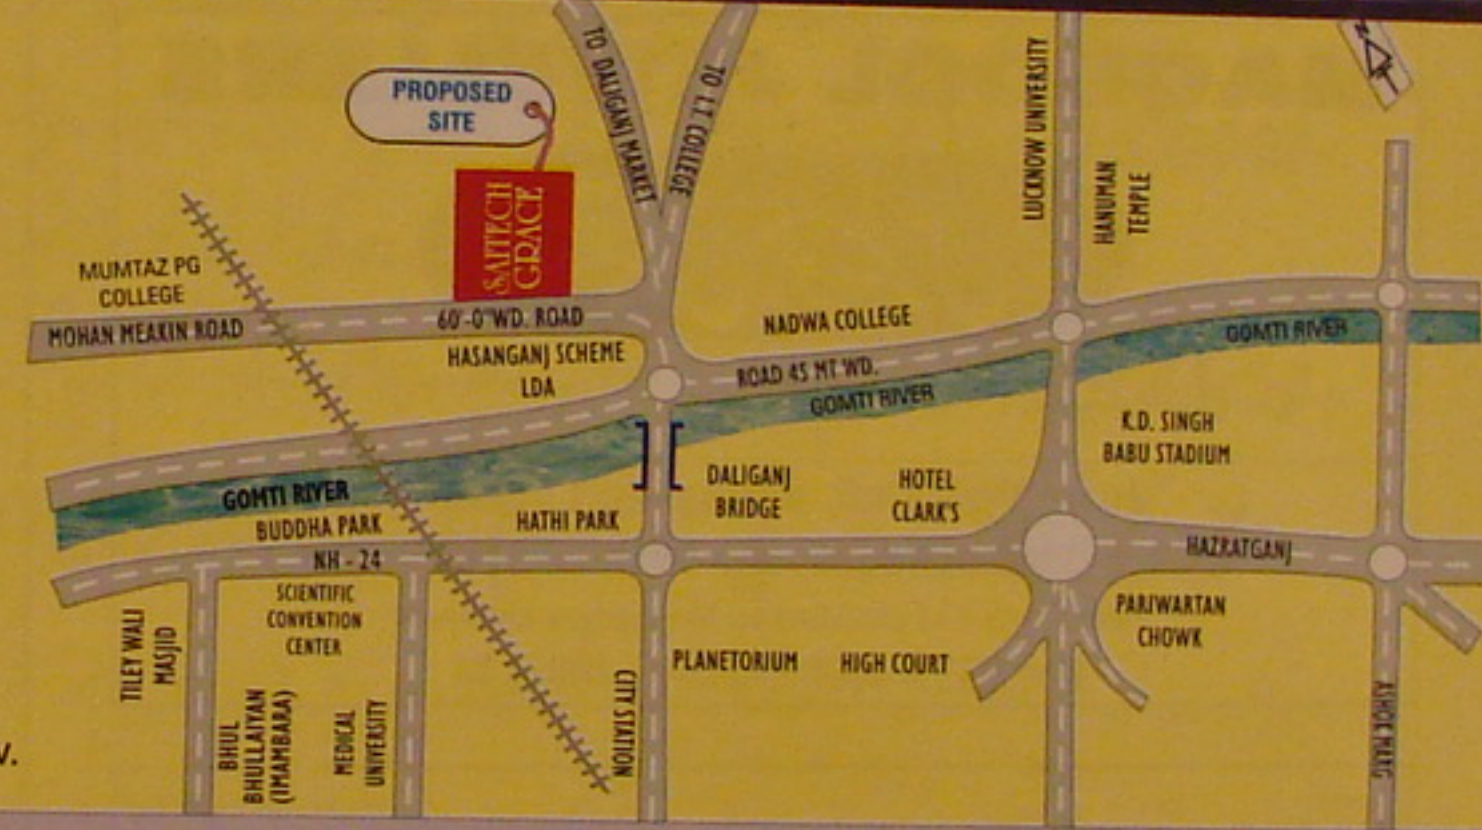 TO DALIGANJ MARKET
TO I.T. COLLEGE
PROPOSED
SITE
SAFTECH
GRACE
LUCKNOW UNIVERSITY
HANUMAN
TEMPLE
N
MUMTAZ PG
COLLEGE
MOHAN MEAKIN ROAD
60'-0"WD. ROAD
HASANGANJ SCHEME
LDA
NADWA COLLEGE
ROAD 45 MT WD.
GOMTI RIVER
GOMTI RIVER
K.D. SINGH
BABU STADIUM
GOMTI RIVER
BUDDHA PARK
HATHI PARK
DALIGANJ
BRIDGE
HOTEL
CLARK'S
NH - 24
HAZRATGANJ
SCIENTIFIC
CONVENTION
CENTER
TILEY WALI
MASJID
BHUL
BHULLAIYAN
(IMAMBARA)
MEDICAL
UNIVERSITY
CITY STATION
PLANETORIUM
HIGH COURT
PARIWARTAN
CHOWK
ASHOK MARG